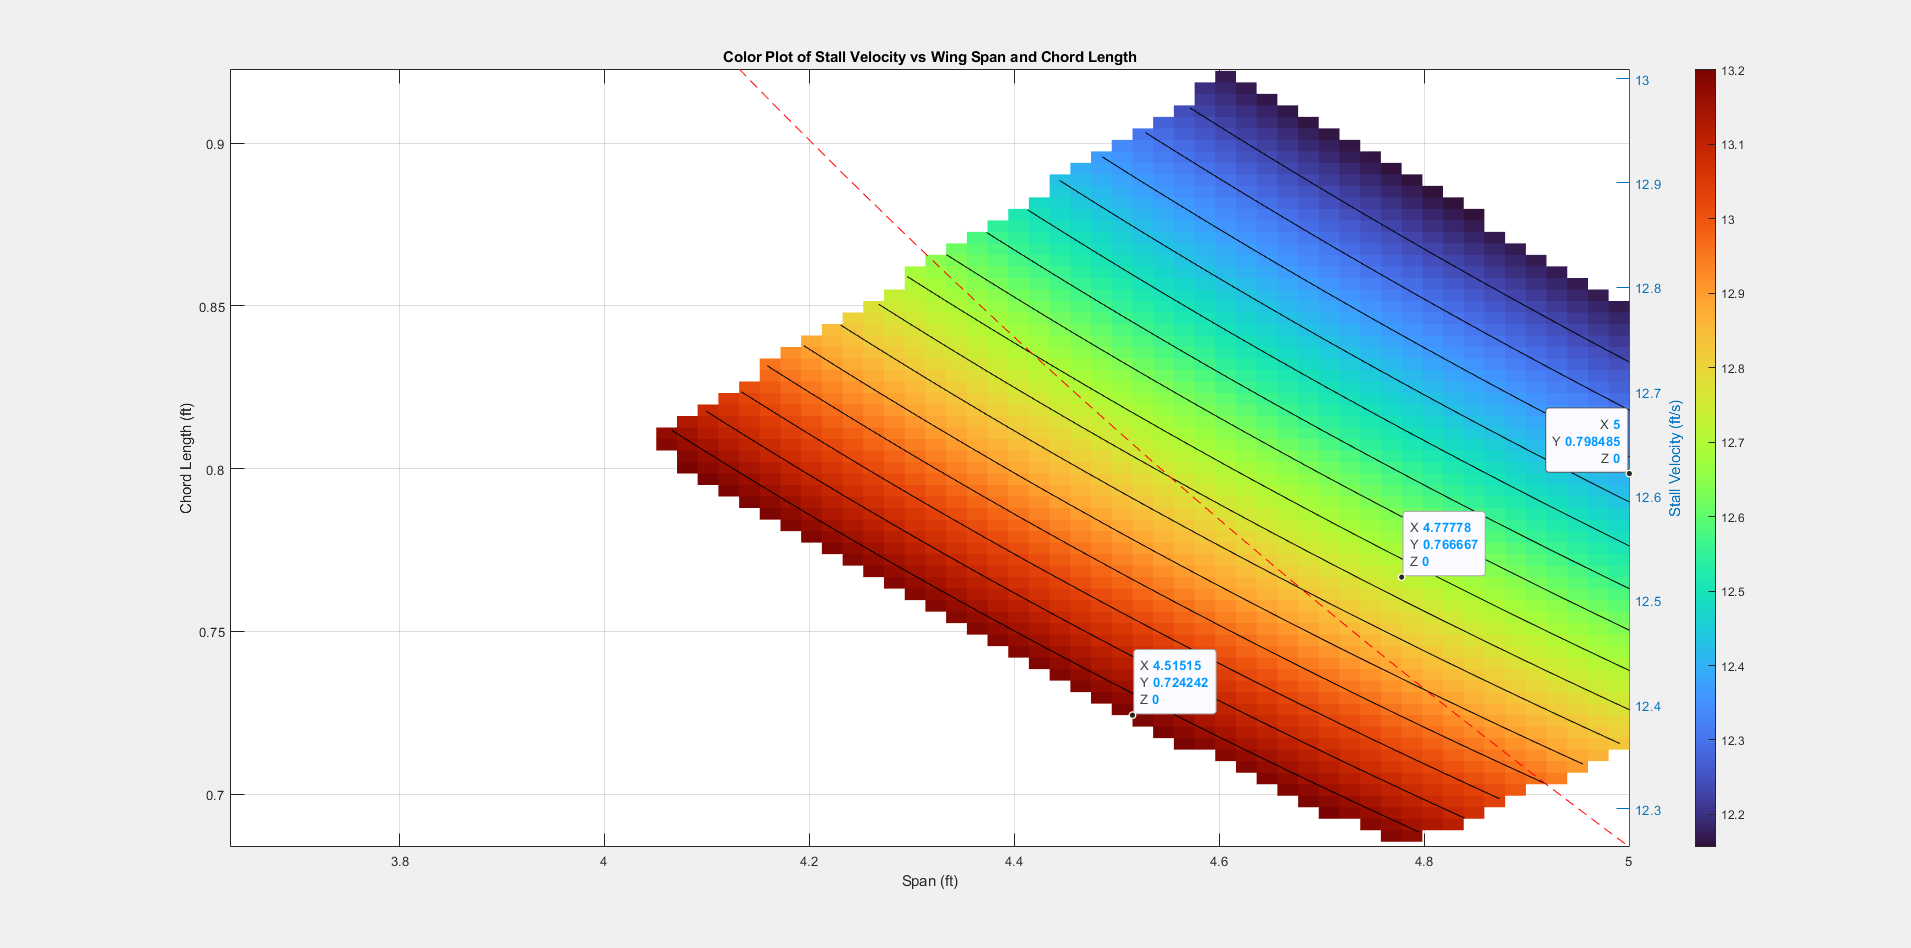 Color Plot of Stall Velocity vs Wing Span and Chord Length
0.9
0.85
0.8
0.75
0.7
Chord Length (ft)
3.8
4
4.2
4.4
4.6
4.8
5
Span (ft)
X 4.51515
Y 0.724242
Z 0
X 4.77778
Y 0.766667
Z 0
X 5
Y 0.798485
Z 0
13
12.9
12.8
12.7
12.6
12.5
12.4
12.3
Stall Velocity (ft/s)
13.2
13.1
13
12.9
12.8
12.7
12.6
12.5
12.4
12.3
12.2